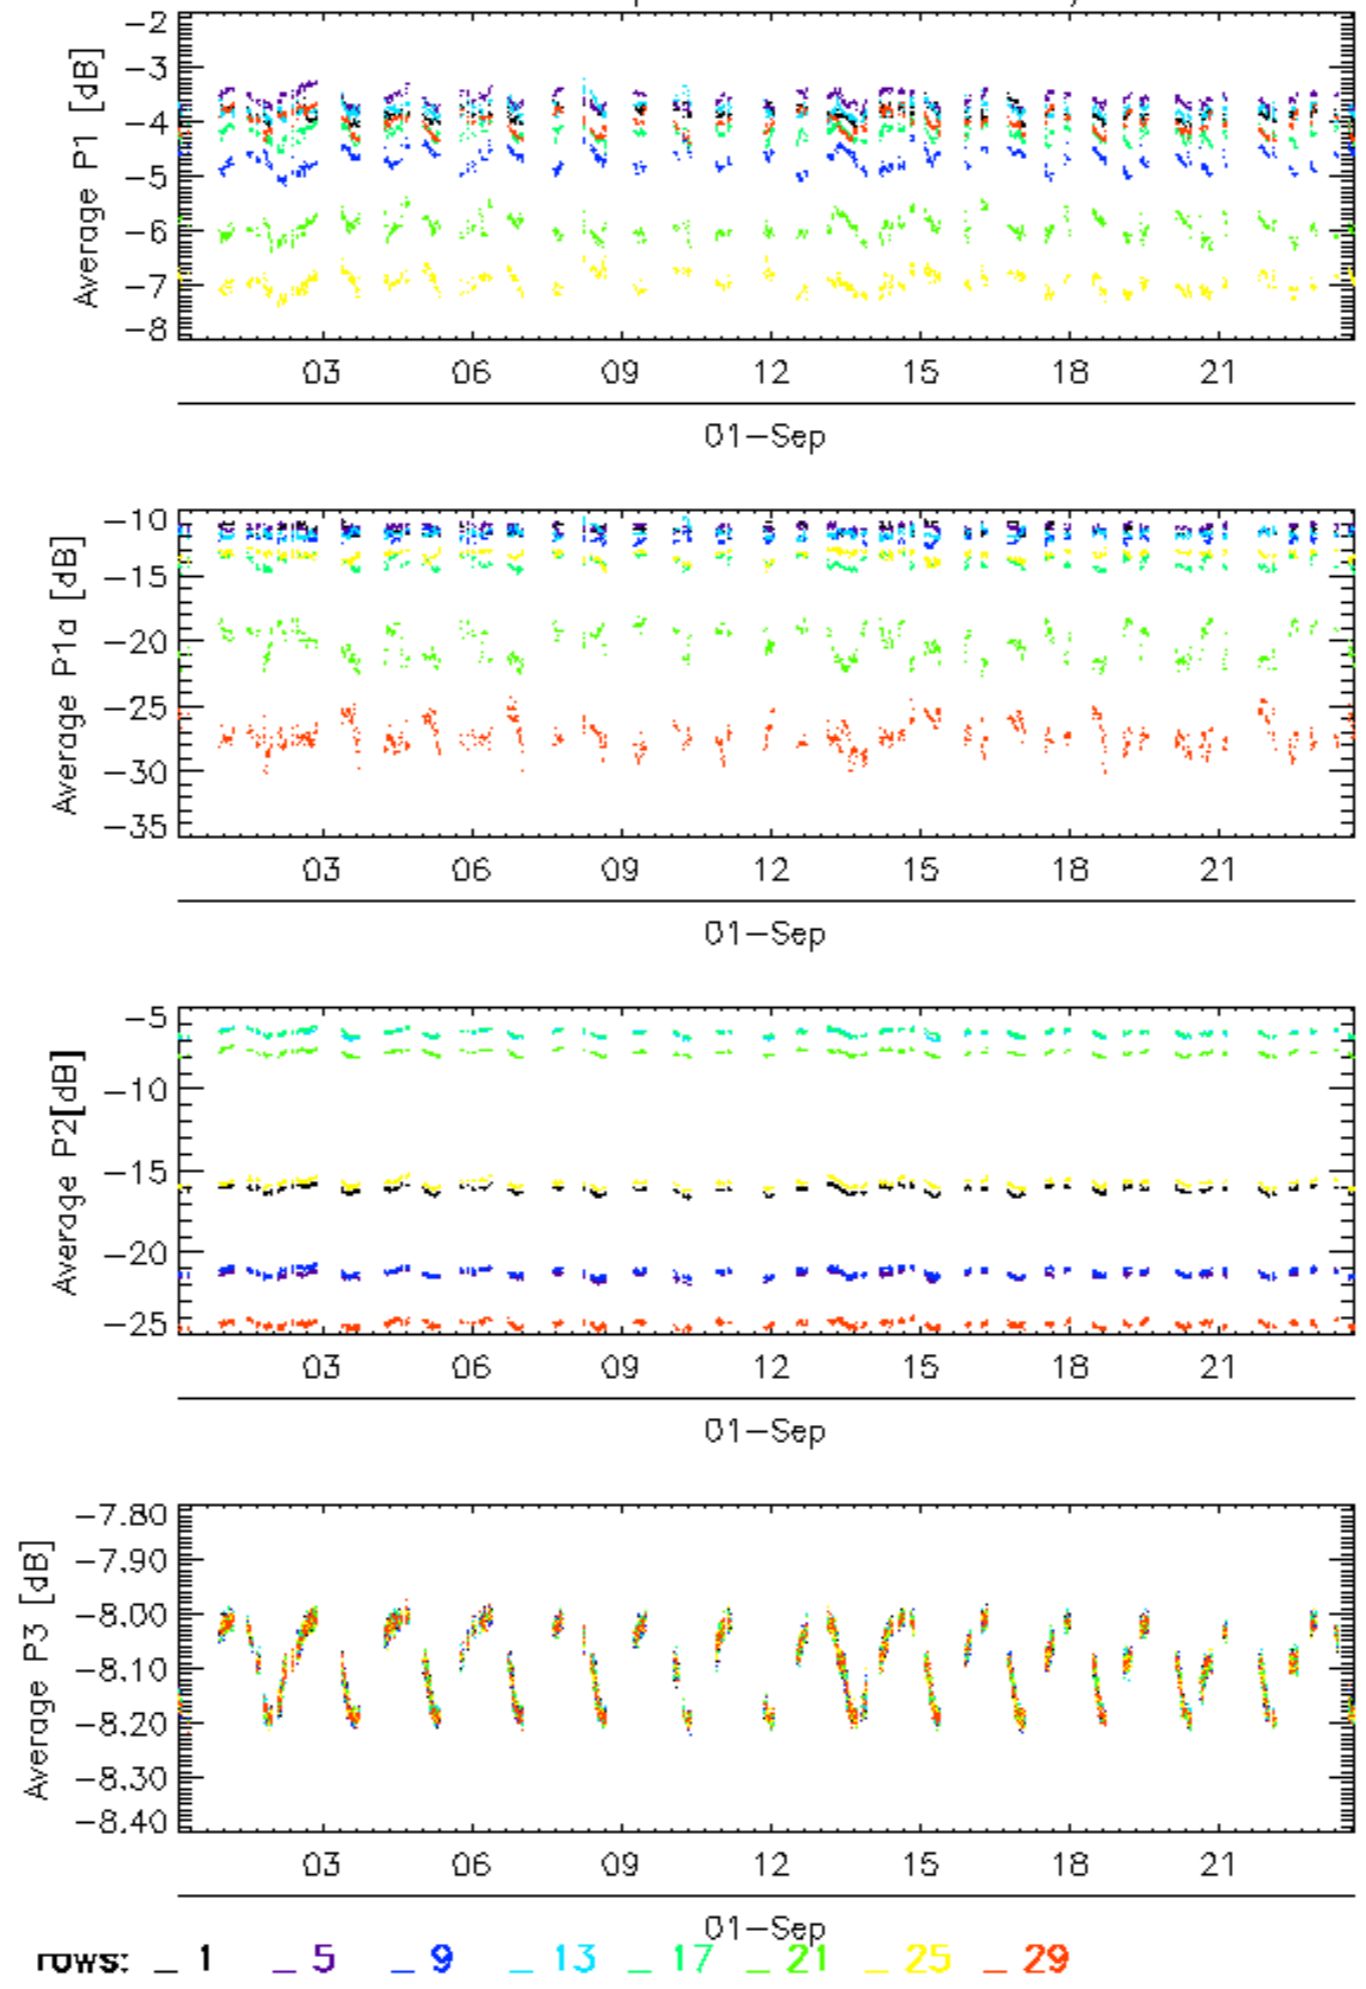 Average P1 [dB]
-2
-3
-4
-5
-6
-7
-8
03 06 09 12 15 18 21
01-Sep
Average P1a [dB]
-10
-15
-20
-25
-30
-35
03 06 09 12 15 18 21
01-Sep
Average P2[dB]
-5
-10
-15
-20
-25
03 06 09 12 15 18 21
01-Sep
Average P3 [dB]
-7.80
-7.90
-8.00
-8.10
-8.20
-8.30
-8.40
03 06 09 12 15 18 21
01-Sep
rows: _ 1 _ 5 _ 9 _ 13 _ 17 _ 21 _ 25 _ 29